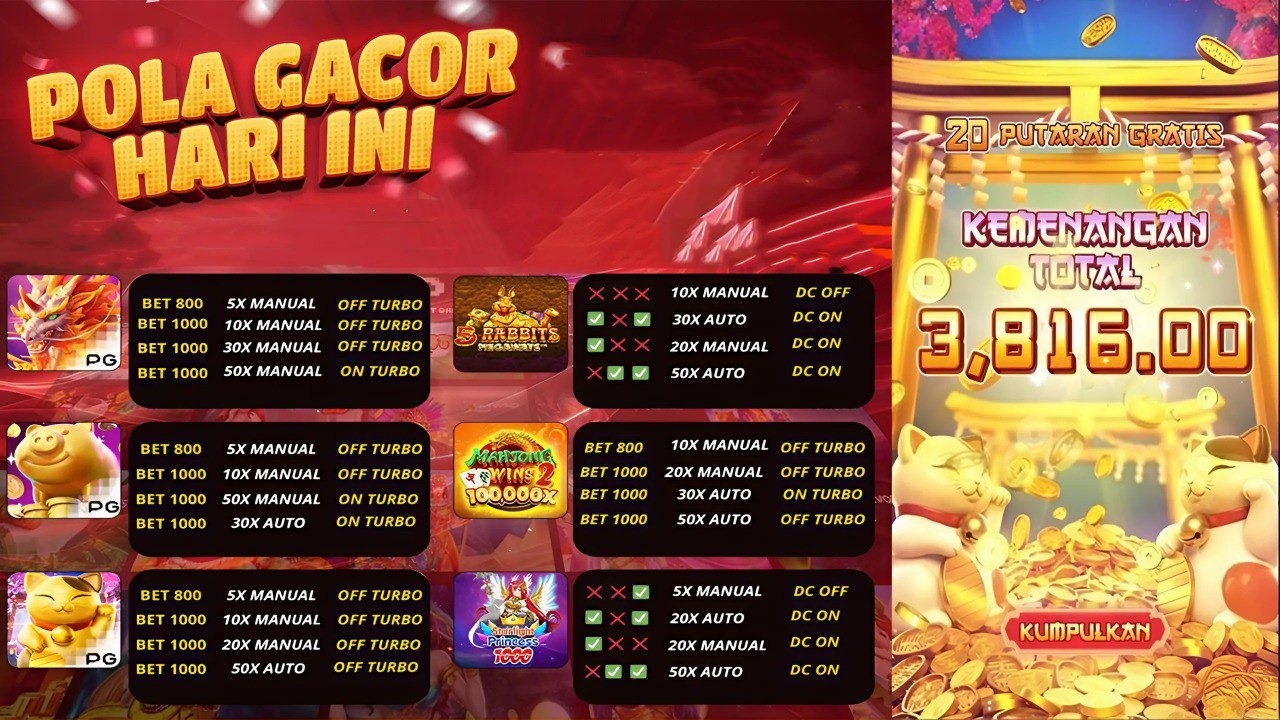 POLA GACOR
HARI INI
PG
BET 800 5X MANUAL OFF TURBO
BET 1000 10X MANUAL OFF TURBO
BET 1000 30X MANUAL OFF TURBO
BET 1000 50X MANUAL ON TURBO
5 RABBITS
MEGAWAYS
❌ ❌ ❌ 10X MANUAL DC OFF
✅ ❌ ✅ 30X AUTO DC ON
✅ ❌ ❌ 20X MANUAL DC ON
❌ ✅ ✅ 50X AUTO DC ON
PG
BET 800 5X MANUAL OFF TURBO
BET 1000 10X MANUAL OFF TURBO
BET 1000 50X MANUAL ON TURBO
BET 1000 30X AUTO ON TURBO
MAHJONG
WINS 2
100,000X
BET 800 10X MANUAL OFF TURBO
BET 1000 20X MANUAL OFF TURBO
BET 1000 30X AUTO ON TURBO
BET 1000 50X AUTO OFF TURBO
PG
BET 800 5X MANUAL OFF TURBO
BET 1000 10X MANUAL OFF TURBO
BET 1000 20X MANUAL OFF TURBO
BET 1000 50X AUTO OFF TURBO
Starlight
Princess
1000
❌ ❌ ✅ 5X MANUAL DC OFF
✅ ❌ ✅ 20X AUTO DC ON
✅ ❌ ❌ 20X MANUAL DC ON
❌ ✅ ✅ 50X AUTO DC ON
20 PUTARAN GRATIS
KEMENANGAN
TOTAL
3,816.00
KUMPULKAN